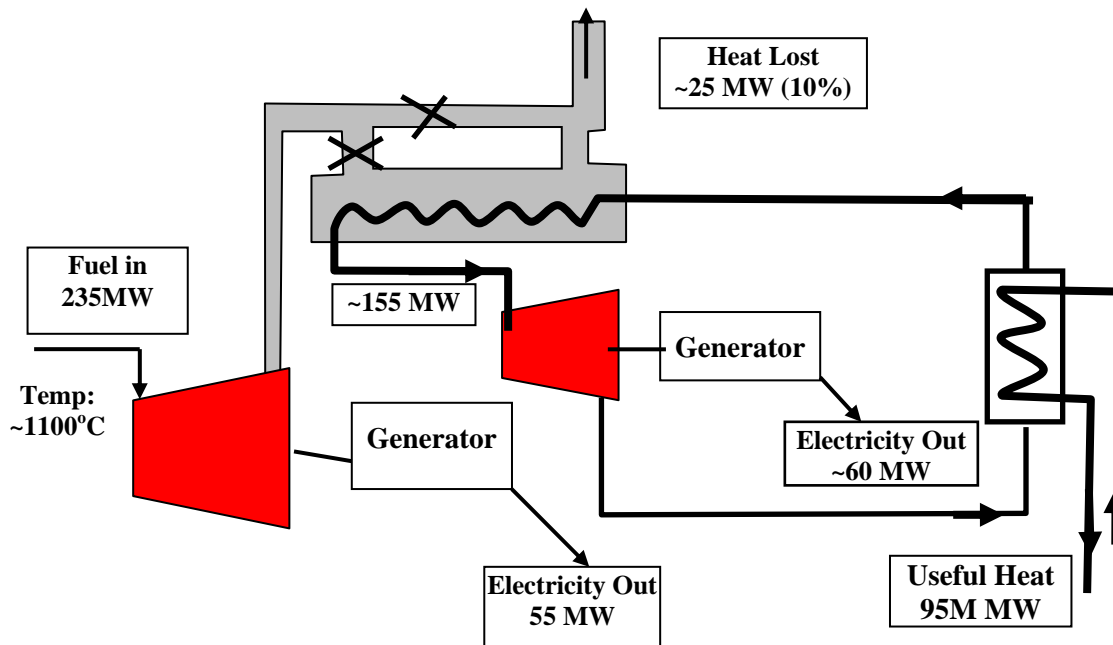 Heat Lost
~25 MW (10%)
Fuel in
235MW
~155 MW
Generator
Temp:
~1100°C
Generator
Electricity Out
~60 MW
Electricity Out
55 MW
Useful Heat
95M MW